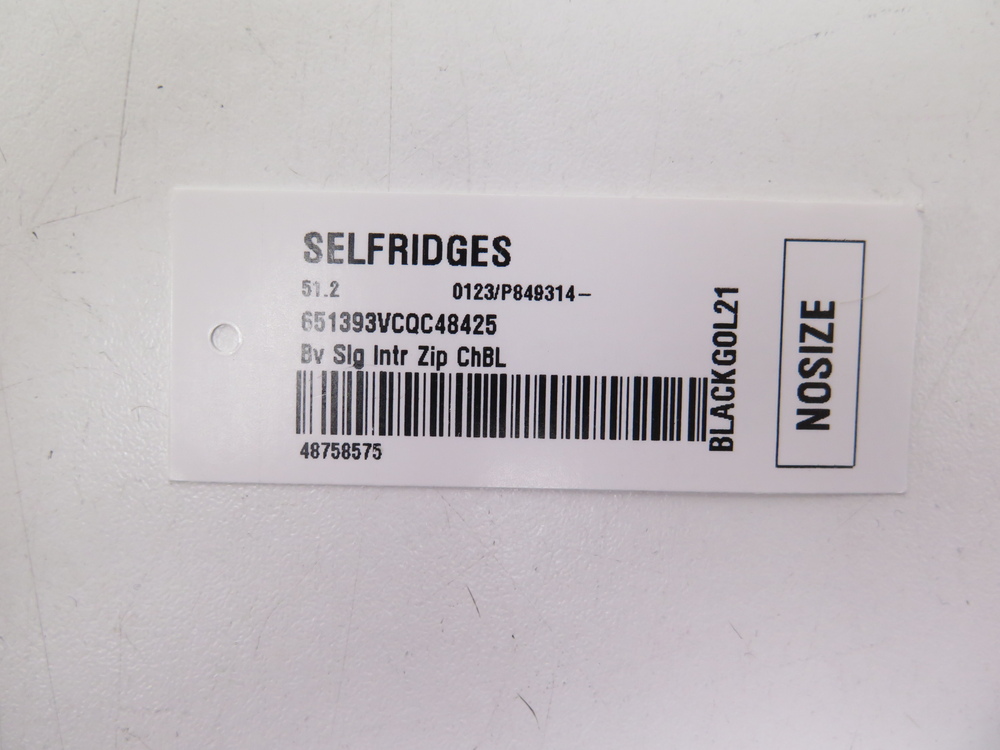 SELFRIDGES
51.2 0123/P849314-
651393VCQC48425
Bv Slg Intr Zip ChBL
48758575
BLACKGOL21
NOSIZE